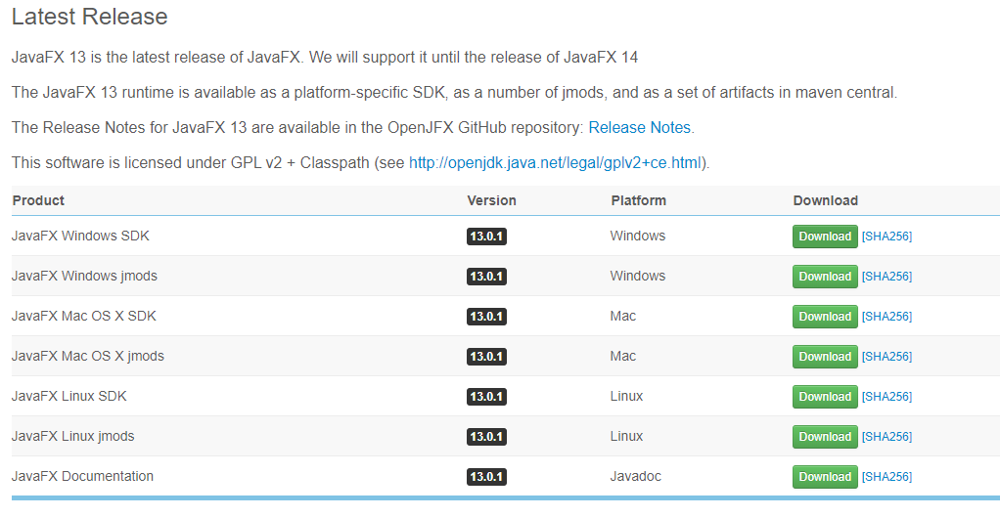 Latest Release
JavaFX 13 is the latest release of JavaFX. We will support it until the release of JavaFX 14
The JavaFX 13 runtime is available as a platform-specific SDK, as a number of jmods, and as a set of artifacts in maven central.
The Release Notes for JavaFX 13 are available in the OpenJFX GitHub repository: Release Notes.
This software is licensed under GPL v2 + Classpath (see http://openjdk.java.net/legal/gplv2+ce.html).
Product Version Platform Download
JavaFX Windows SDK 13.0.1 Windows Download [SHA256]
JavaFX Windows jmods 13.0.1 Windows Download [SHA256]
JavaFX Mac OS X SDK 13.0.1 Mac Download [SHA256]
JavaFX Mac OS X jmods 13.0.1 Mac Download [SHA256]
JavaFX Linux SDK 13.0.1 Linux Download [SHA256]
JavaFX Linux jmods 13.0.1 Linux Download [SHA256]
JavaFX Documentation 13.0.1 Javadoc Download [SHA256]